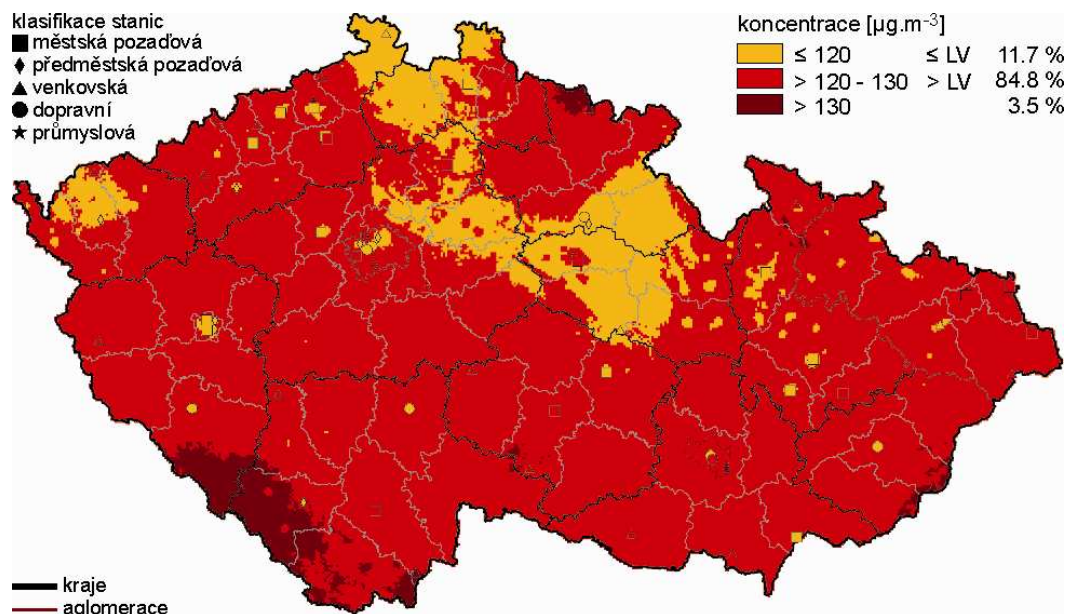 klasifikace stanic
městská pozaďová
předměstská pozaďová
venkovská
dopravní
průmyslová
koncentrace [µg.m⁻³]
≤ 120 ≤ LV 11.7 %
> 120 - 130 > LV 84.8 %
> 130 3.5 %
kraje
aglomerace